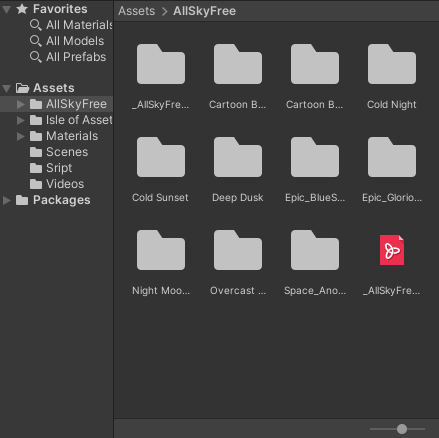 Favorites
All Materials
All Models
All Prefabs
Assets
AllSkyFree
Isle of Asset
Materials
Scenes
Sript
Videos
Packages
Assets > AllSkyFree
_AllSkyFre... Cartoon B... Cartoon B... Cold Night
Cold Sunset Deep Dusk Epic_BlueS... Epic_Glorio...
Night Moo... Overcast ... Space_Ano... _AllSkyFre...